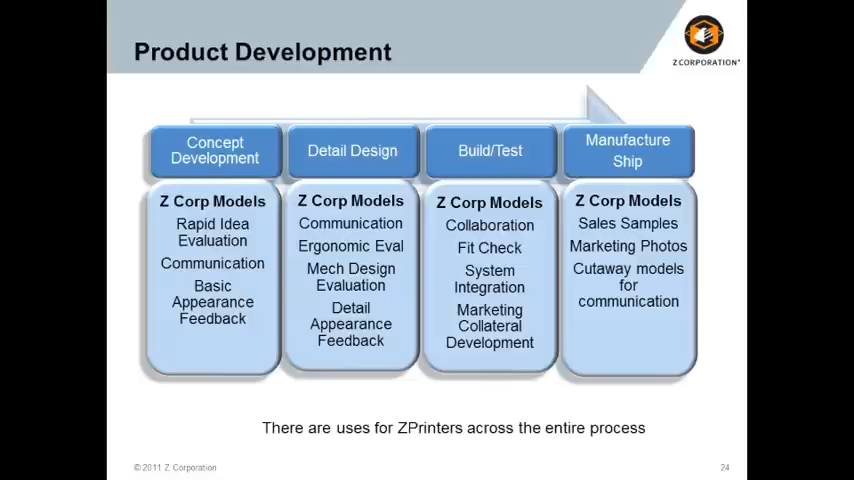 Product Development
Z CORPORATION
Concept
Development
Detail Design
Build/Test
Manufacture
Ship
Z Corp Models
Rapid Idea
Evaluation
Communication
Basic
Appearance
Feedback
Z Corp Models
Communication
Ergonomic Eval
Mech Design
Evaluation
Detail
Appearance
Feedback
Z Corp Models
Collaboration
Fit Check
System
Integration
Marketing
Collateral
Development
Z Corp Models
Sales Samples
Marketing Photos
Cutaway models
for
communication
There are uses for ZPrinters across the entire process
© 2011 Z Corporation
24